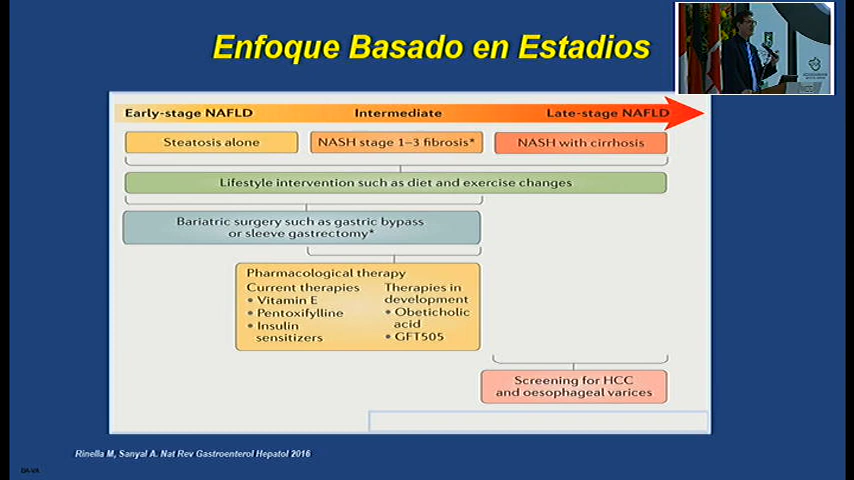 Enfoque Basado en Estadios
Early-stage NAFLD Intermediate Late-stage NAFLD
Steatosis alone NASH stage 1–3 fibrosis* NASH with cirrhosis
Lifestyle intervention such as diet and exercise changes
Bariatric surgery such as gastric bypass
or sleeve gastrectomy*
Pharmacological therapy
Current therapies
• Vitamin E
• Pentoxifylline
• Insulin
sensitizers
Therapies in
development
• Obeticholic
acid
• GFT505
Screening for HCC
and oesophageal varices
Rinella M, Sanyal A. Nat Rev Gastroenterol Hepatol 2016